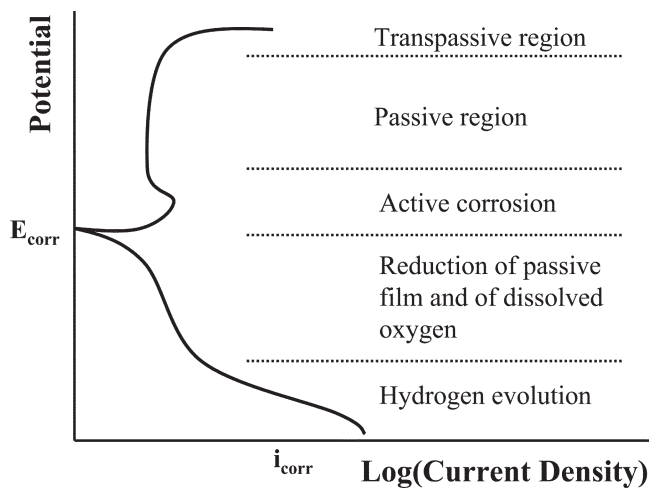 Potential
Transpassive region
Passive region
Active corrosion
Ecorr
Reduction of passive
film and of dissolved
oxygen
Hydrogen evolution
icorr
Log(Current Density)